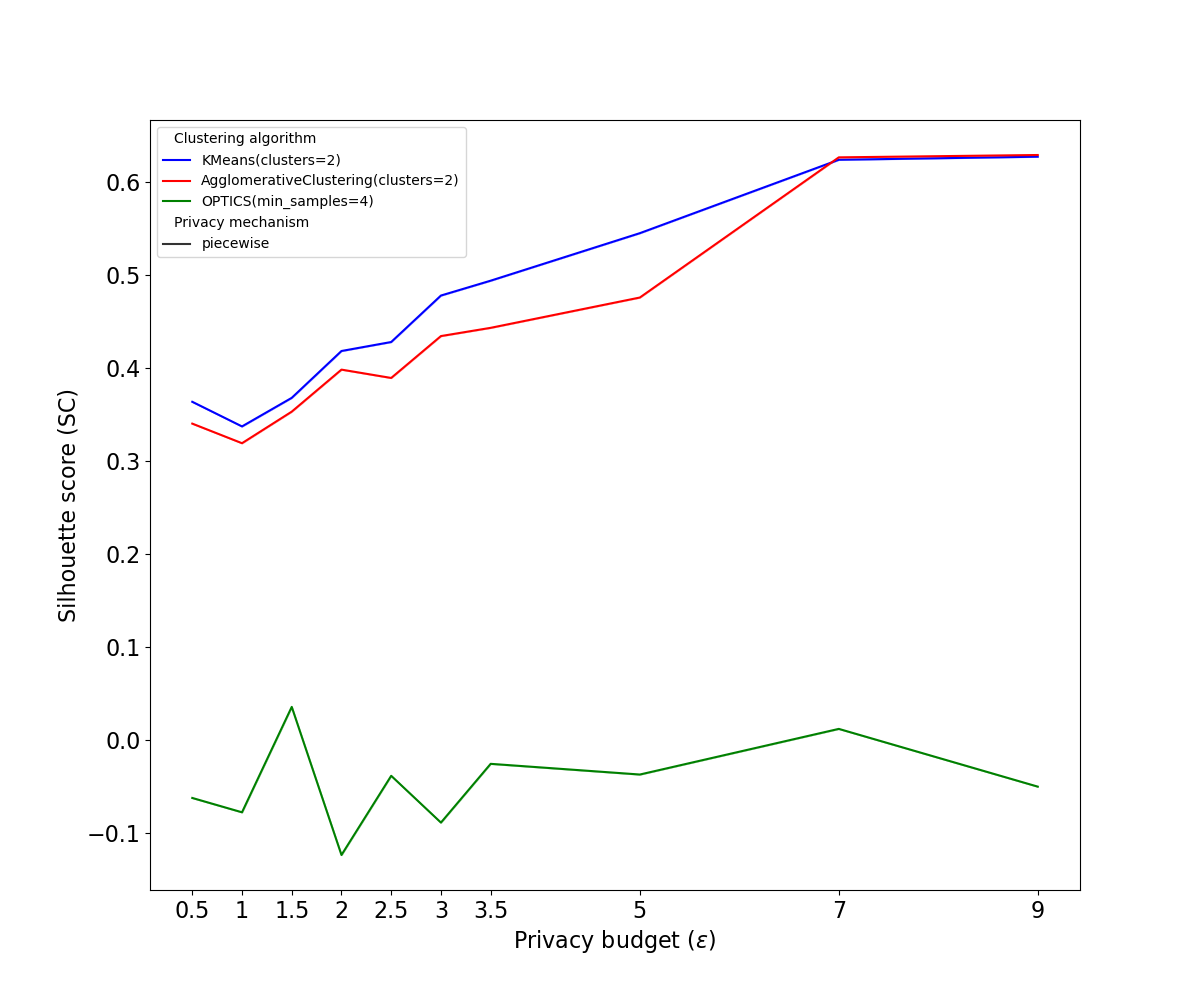 Clustering algorithm
KMeans(clusters=2)
AgglomerativeClustering(clusters=2)
OPTICS(min_samples=4)
Privacy mechanism
piecewise
Silhouette score (SC)
0.6
0.5
0.4
0.3
0.2
0.1
0.0
−0.1
0.5 1 1.5 2 2.5 3 3.5 5 7 9
Privacy budget (ε)